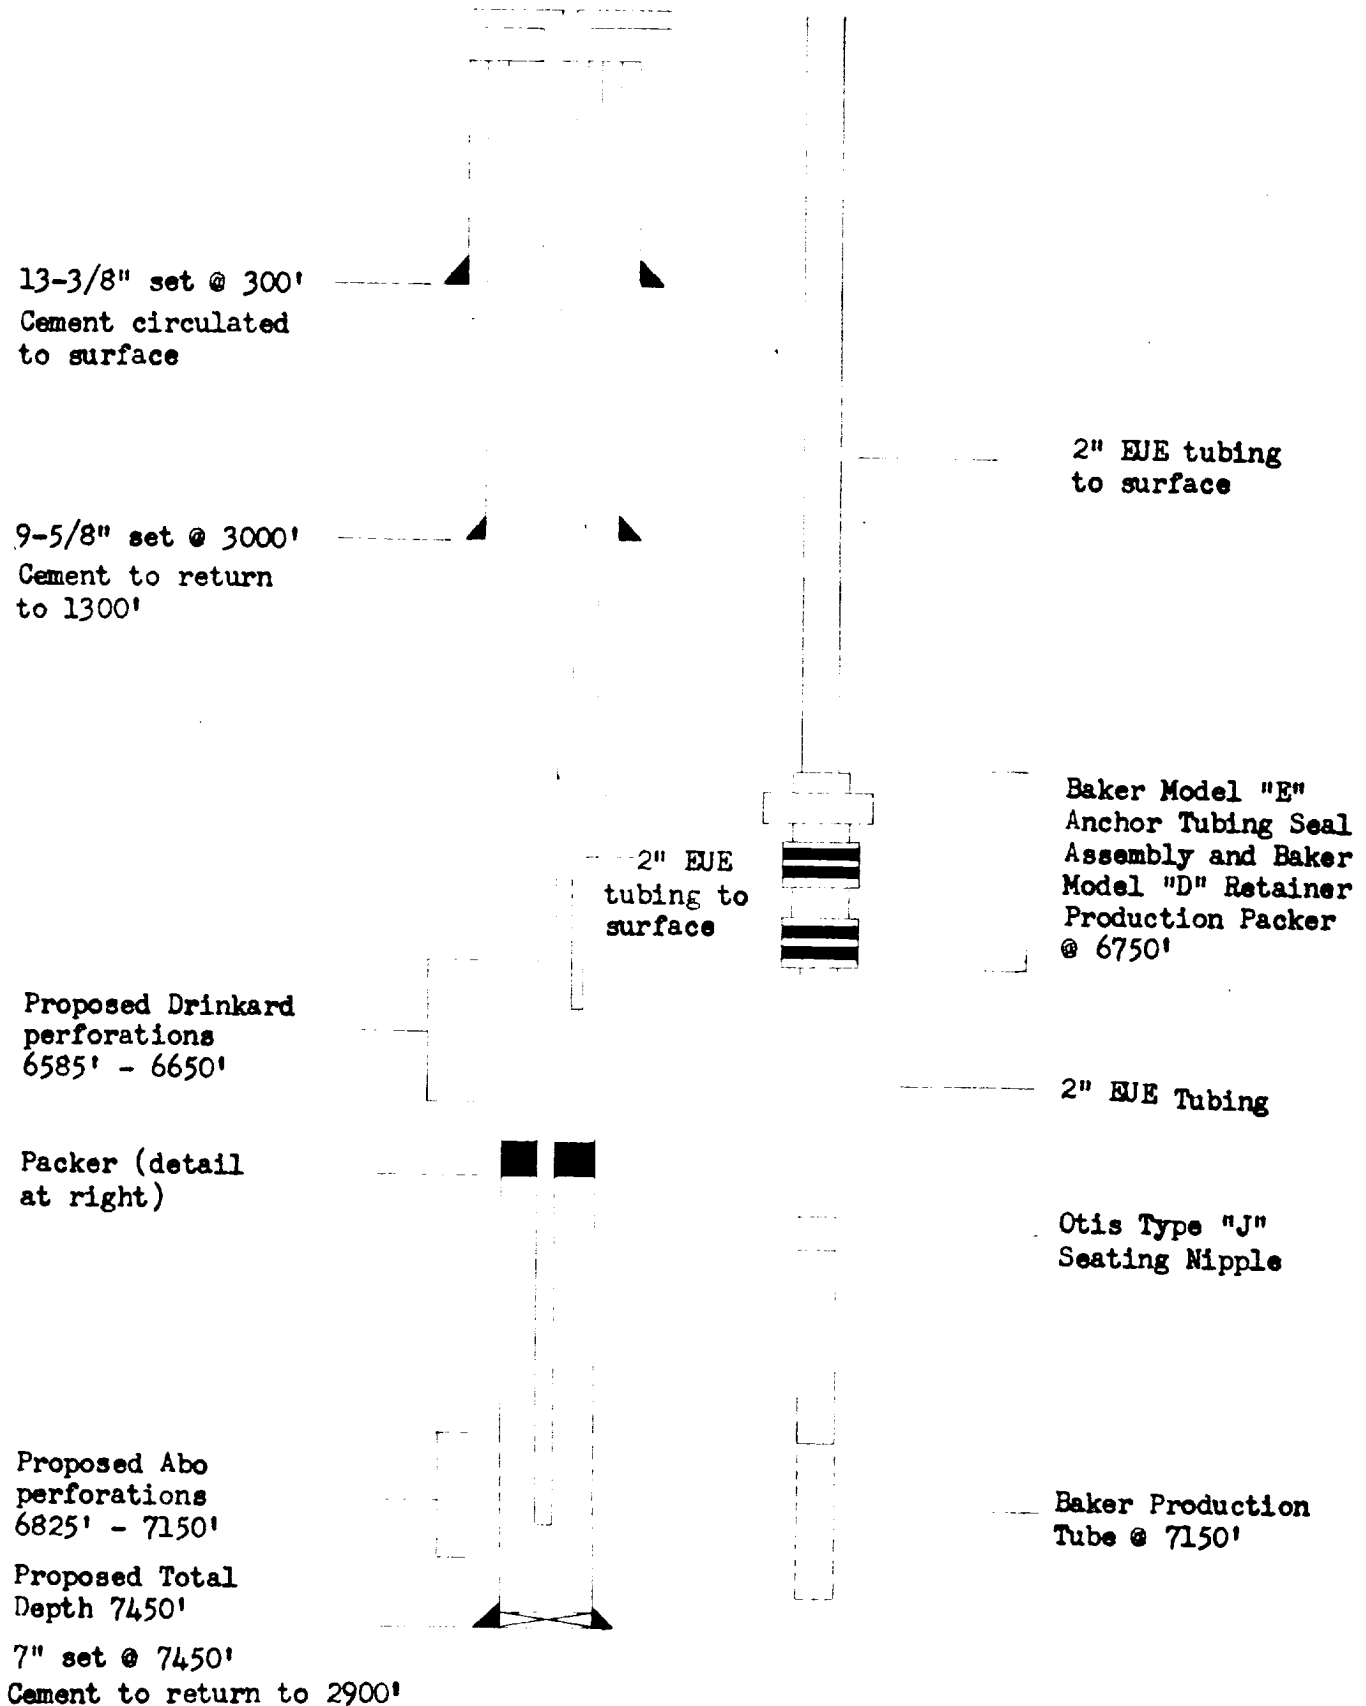 13-3/8" set @ 300'
Cement circulated
to surface
9-5/8" set @ 3000'
Cement to return
to 1300'
2" EUE
tubing to
surface
Proposed Drinkard
perforations
6585' - 6650'
Packer (detail
at right)
Proposed Abo
perforations
6825' - 7150'
Proposed Total
Depth 7450'
7" set @ 7450'
Cement to return to 2900'
2" EUE tubing
to surface
Baker Model "E"
Anchor Tubing Seal
Assembly and Baker
Model "D" Retainer
Production Packer
@ 6750'
2" EUE Tubing
Otis Type "J"
Seating Nipple
Baker Production
Tube @ 7150'